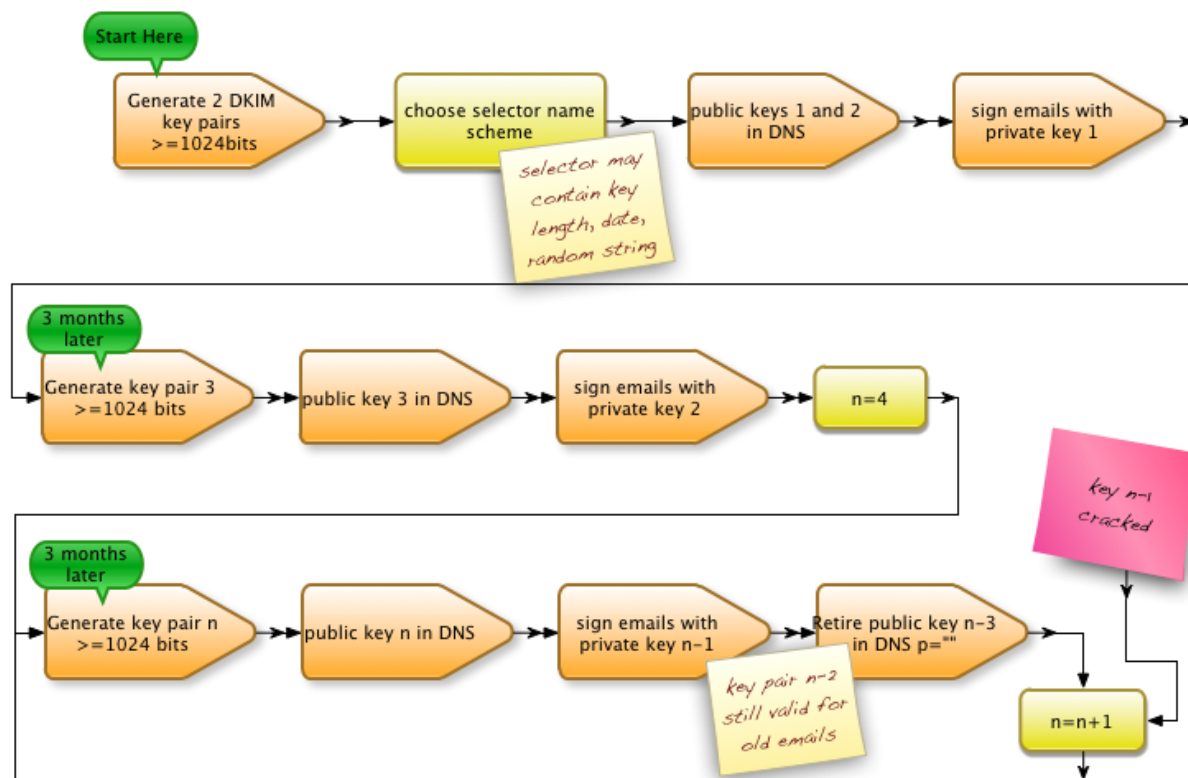 Start Here
Generate 2 DKIM
key pairs
>=1024bits
choose selector name
scheme
selector may
contain key
length, date,
random string
public keys 1 and 2
in DNS
sign emails with
private key 1
3 months
later
Generate key pair 3
>=1024 bits
public key 3 in DNS
sign emails with
private key 2
n=4
key n-1
cracked
3 months
later
Generate key pair n
>=1024 bits
public key n in DNS
sign emails with
private key n-1
key pair n-2
still valid for
old emails
Retire public key n-3
in DNS p=""
n=n+1